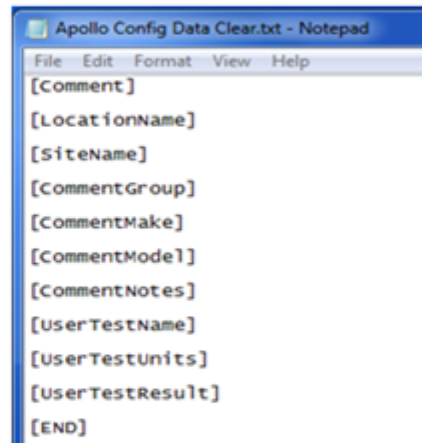 Apollo Config Data Clear.txt - Notepad
File Edit Format View Help
[Comment]
[LocationName]
[SiteName]
[CommentGroup]
[CommentMake]
[CommentModel]
[CommentNotes]
[UserTestName]
[UserTestUnits]
[UserTestResult]
[END]